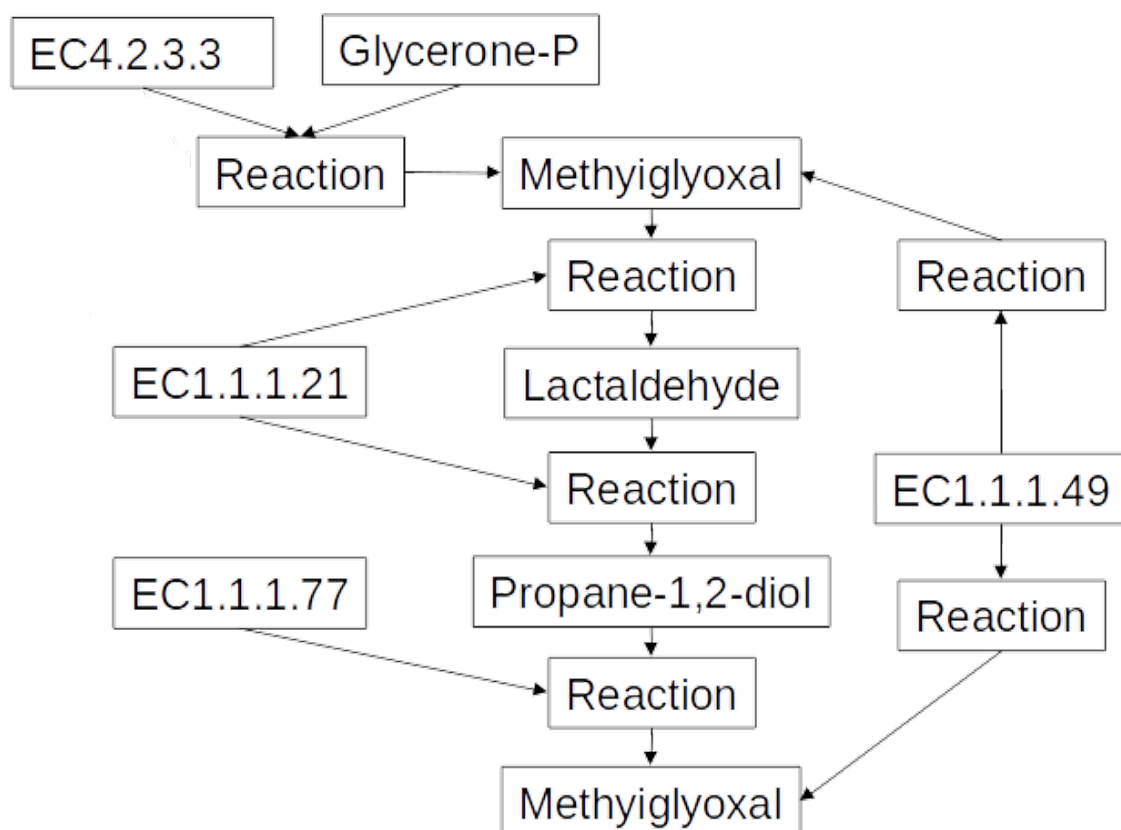 EC4.2.3.3
Glycerone-P
Reaction
Methyiglyoxal
Reaction
Reaction
EC1.1.1.21
Lactaldehyde
Reaction
EC1.1.1.49
EC1.1.1.77
Propane-1,2-diol
Reaction
Reaction
Methyiglyoxal